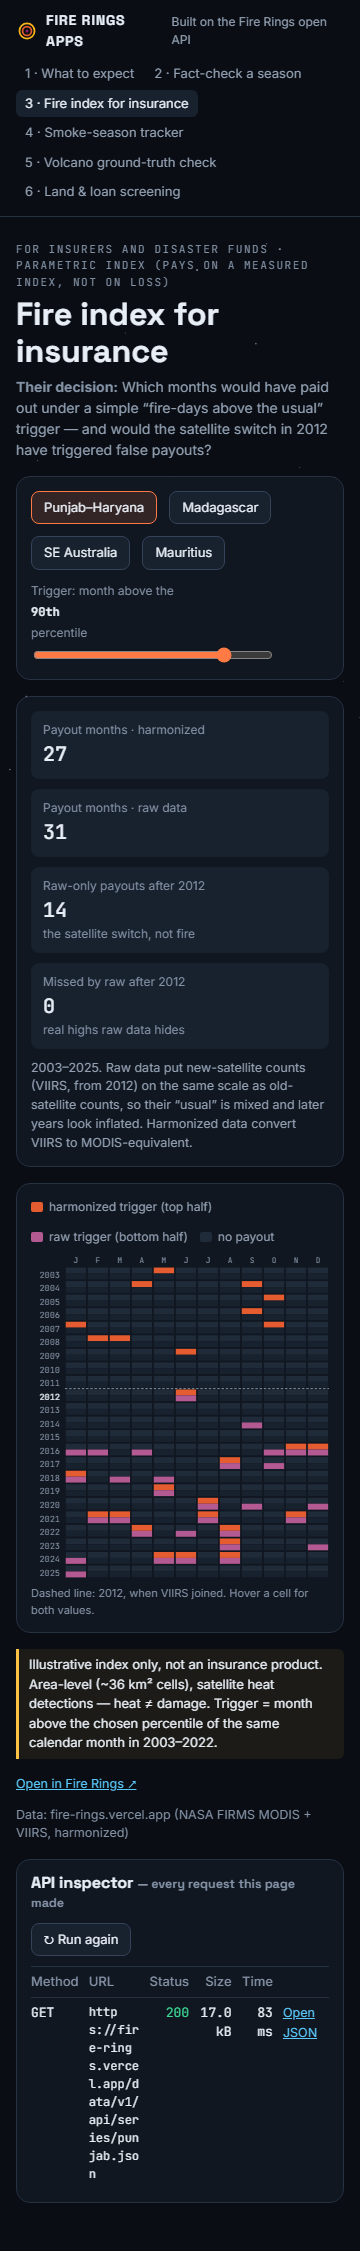 FIRE RINGS
APPS
Built on the Fire Rings open
API
1 · What to expect
2 · Fact-check a season
3 · Fire index for insurance
4 · Smoke-season tracker
5 · Volcano ground-truth check
6 · Land & loan screening
FOR INSURERS AND DISASTER FUNDS ·
PARAMETRIC INDEX (PAYS ON A MEASURED
INDEX, NOT ON LOSS)
Fire index for
insurance
Their decision: Which months would have paid
out under a simple “fire-days above the usual”
trigger — and would the satellite switch in 2012
have triggered false payouts?
Punjab–Haryana
Madagascar
SE Australia
Mauritius
Trigger: month above the
90th
percentile
Payout months · harmonized
27
Payout months · raw data
31
Raw-only payouts after 2012
14
the satellite switch, not fire
Missed by raw after 2012
0
real highs raw data hides
2003–2025. Raw data put new-satellite counts
(VIIRS, from 2012) on the same scale as old-
satellite counts, so their “usual” is mixed and later
years look inflated. Harmonized data convert
VIIRS to MODIS-equivalent.
harmonized trigger (top half)
raw trigger (bottom half)
no payout
J F M A M J J A S O N D
2003
2004
2005
2006
2007
2008
2009
2010
2011
2012
2013
2014
2015
2016
2017
2018
2019
2020
2021
2022
2023
2024
2025
Dashed line: 2012, when VIIRS joined. Hover a cell for
both values.
Illustrative index only, not an insurance product.
Area-level (~36 km² cells), satellite heat
detections — heat ≠ damage. Trigger = month
above the chosen percentile of the same
calendar month in 2003–2022.
Open in Fire Rings ↗
Data: fire-rings.vercel.app (NASA FIRMS MODIS +
VIIRS, harmonized)
API inspector — every request this page
made
↻ Run again
Method URL Status Size Time
GET http 200 17.0 83 Open
s://fir kB ms JSON
e-ring
s.verce
l.app/d
ata/v1/
api/ser
ies/pun
jab.jso
n